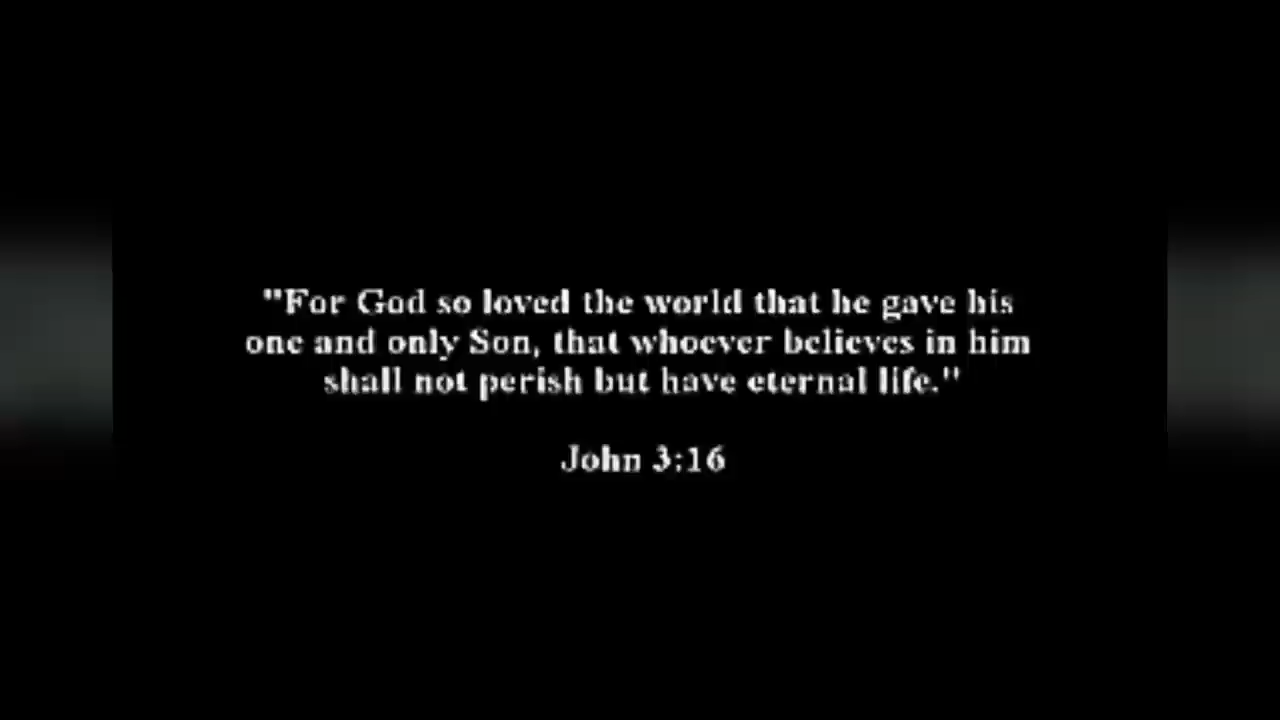 "For God so loved the world that he gave his
one and only Son, that whoever believes in him
shall not perish but have eternal life."
John 3:16